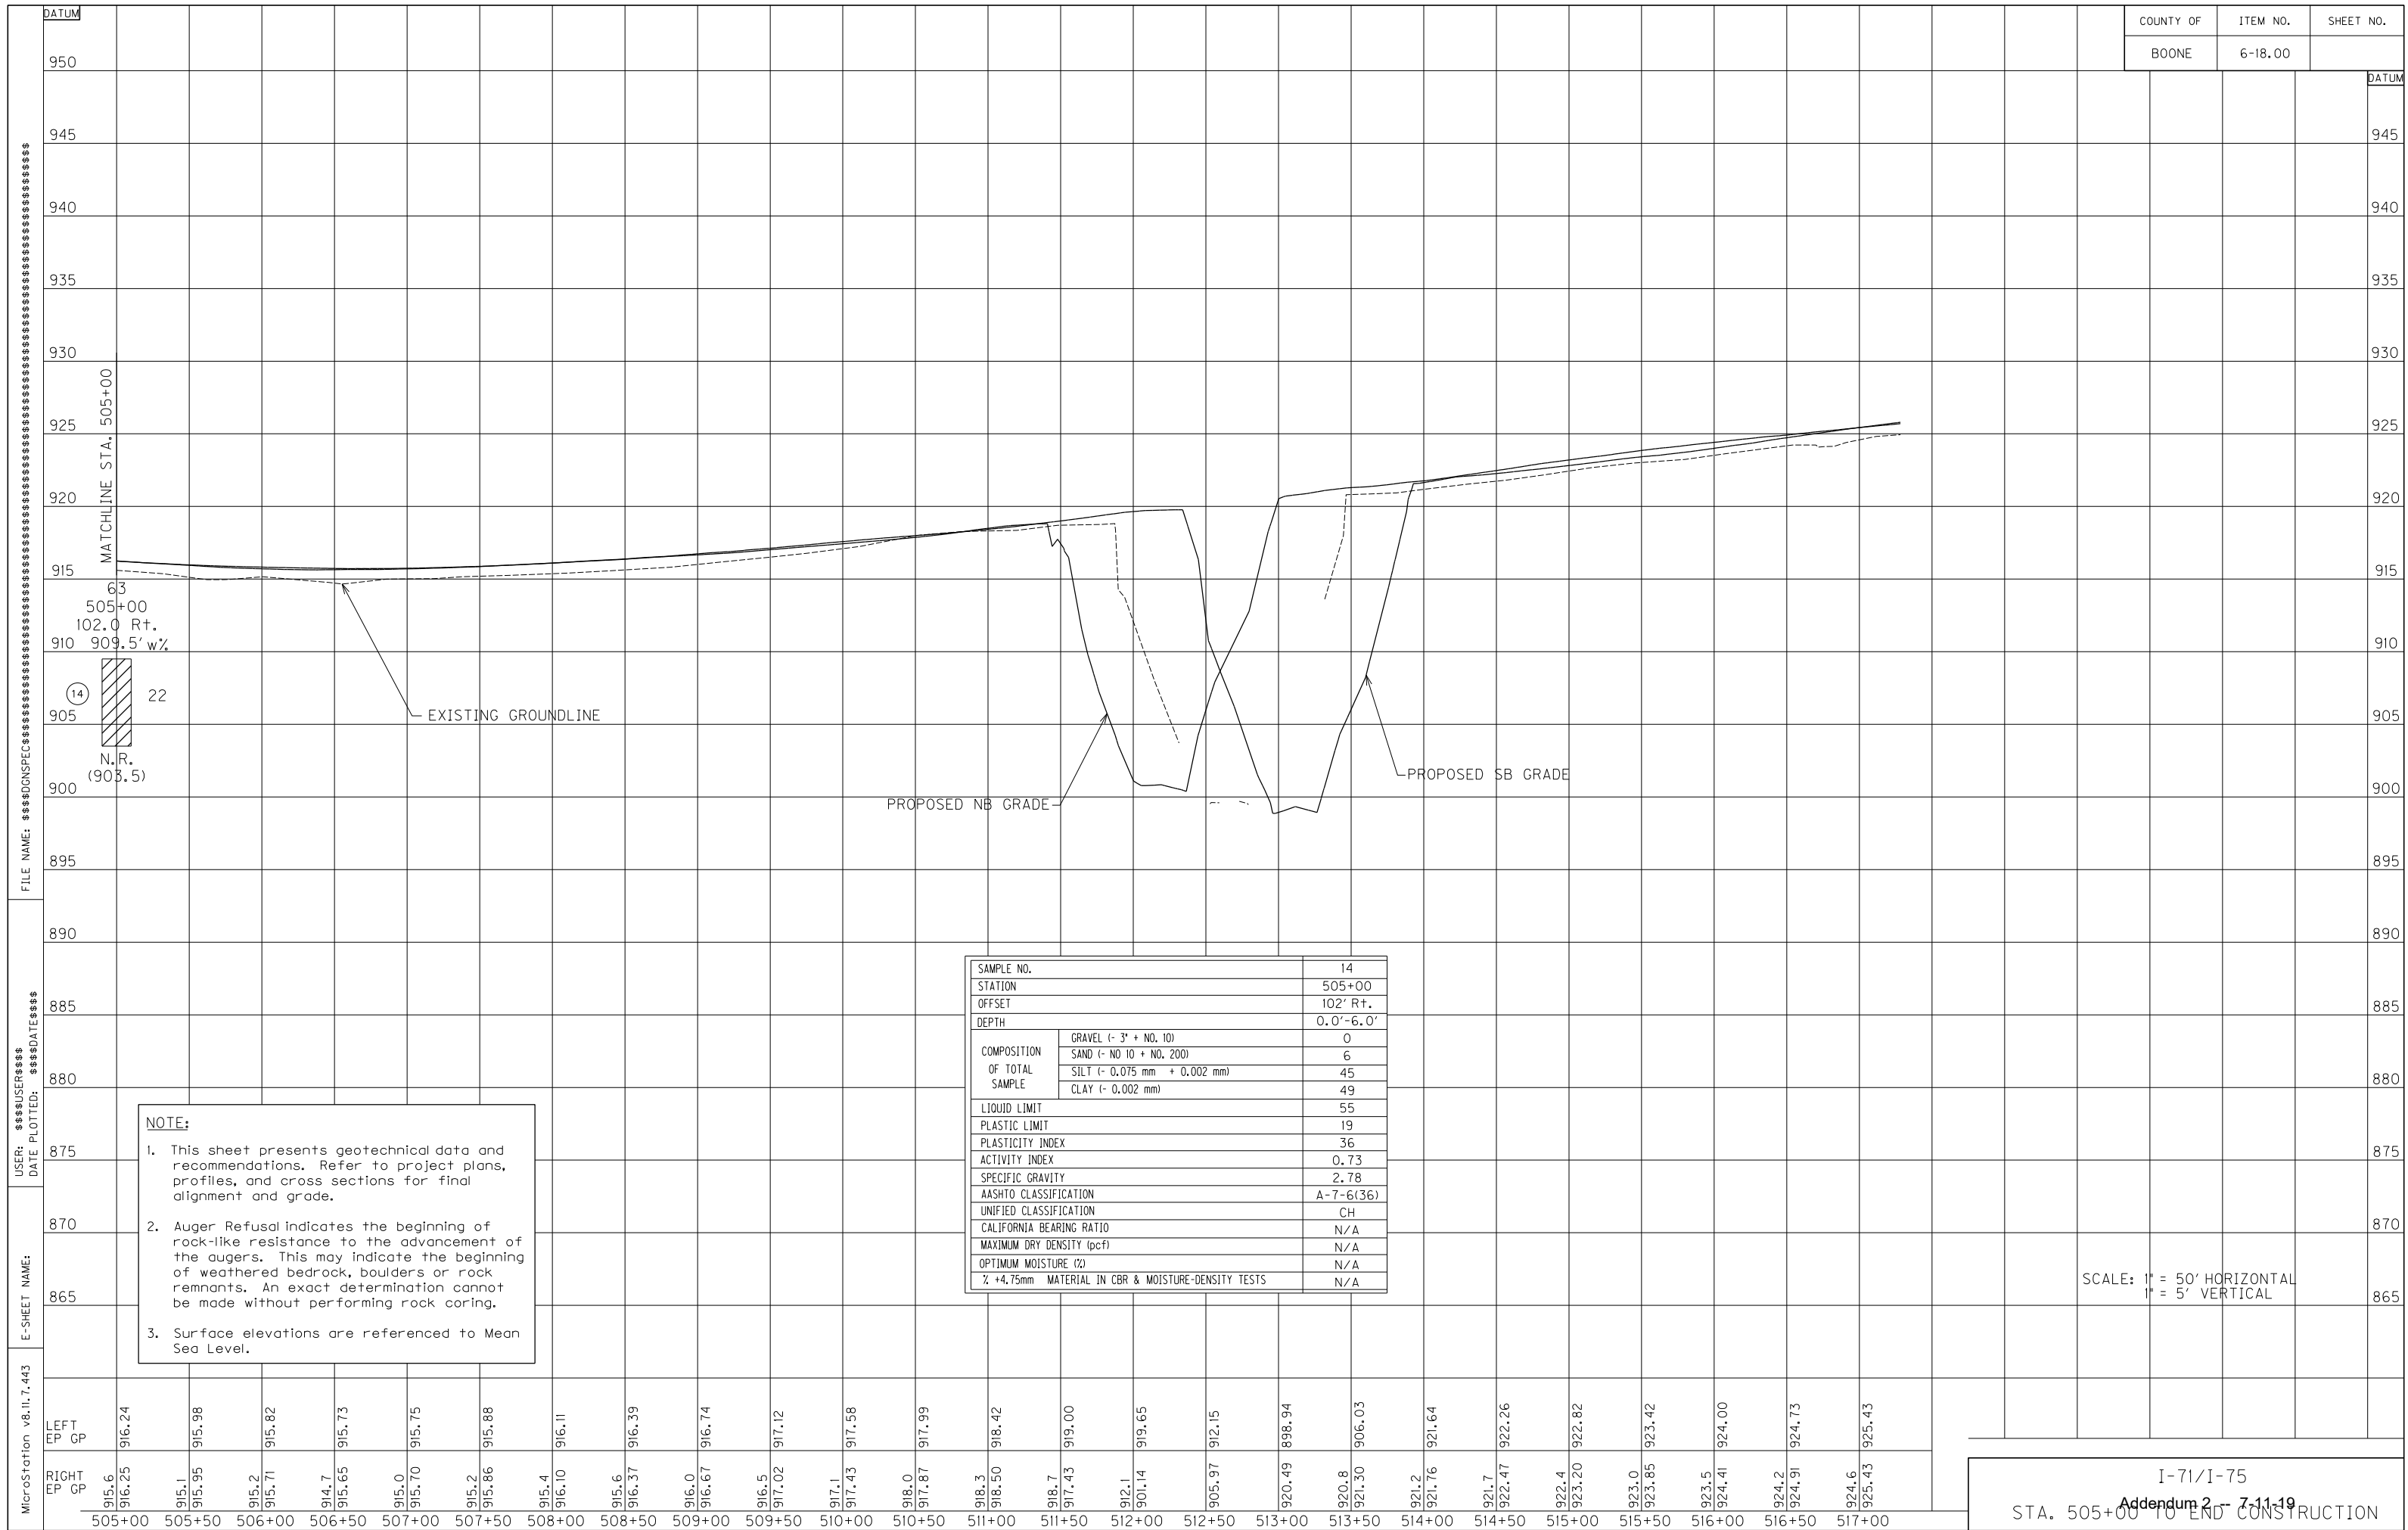 DATUM
COUNTY OF ITEM NO. SHEET NO.
BOONE 6-18.00
DATUM
950
945 945
940 940
935 935
930 930
925 925
920 920
915 915
910 910
905 905
900 900
895 895
890 890
885 885
880 880
875 875
870 870
865 865
MATCHLINE STA. 505+00
63
505+00
102.0 Rt.
909.5' w%
14 22
N.R.
(903.5)
EXISTING GROUNDLINE
PROPOSED NB GRADE
PROPOSED SB GRADE
SAMPLE NO. 14
STATION 505+00
OFFSET 102' Rt.
DEPTH 0.0'-6.0'
COMPOSITION OF TOTAL SAMPLE
GRAVEL (- 3" + NO. 10) 0
SAND (- NO 10 + NO. 200) 6
SILT (- 0.075 mm + 0.002 mm) 45
CLAY (- 0.002 mm) 49
LIQUID LIMIT 55
PLASTIC LIMIT 19
PLASTICITY INDEX 36
ACTIVITY INDEX 0.73
SPECIFIC GRAVITY 2.78
AASHTO CLASSIFICATION A-7-6(36)
UNIFIED CLASSIFICATION CH
CALIFORNIA BEARING RATIO N/A
MAXIMUM DRY DENSITY (pcf) N/A
OPTIMUM MOISTURE (%) N/A
% +4.75mm MATERIAL IN CBR & MOISTURE-DENSITY TESTS N/A
NOTE:
1. This sheet presents geotechnical data and
recommendations. Refer to project plans,
profiles, and cross sections for final
alignment and grade.
2. Auger Refusal indicates the beginning of
rock-like resistance to the advancement of
the augers. This may indicate the beginning
of weathered bedrock, boulders or rock
remnants. An exact determination cannot
be made without performing rock coring.
3. Surface elevations are referenced to Mean
Sea Level.
SCALE: 1" = 50' HORIZONTAL
1" = 5' VERTICAL
LEFT
EP GP
916.24 915.98 915.82 915.73 915.75 915.88 916.11 916.39 916.74 917.12 917.58 917.99 918.42 919.00 919.65 912.15 898.94 906.03 921.64 922.26 922.82 923.42 924.00 924.73 925.43
RIGHT
EP GP
915.6 915.1 915.2 914.7 915.0 915.2 915.4 915.6 916.0 916.5 917.1 918.0 918.3 918.7 912.1 920.8 921.2 921.7 922.4 923.0 923.5 924.2 924.6
916.25 915.95 915.71 915.65 915.70 915.86 916.10 916.37 916.67 917.02 917.43 917.87 918.50 917.43 901.14 905.97 920.49 921.30 921.76 922.47 923.20 923.85 924.41 924.91 925.43
505+00 505+50 506+00 506+50 507+00 507+50 508+00 508+50 509+00 509+50 510+00 510+50 511+00 511+50 512+00 512+50 513+00 513+50 514+00 514+50 515+00 515+50 516+00 516+50 517+00
I-71/I-75
Addendum 2 -- 7-11-19
STA. 505+00 TO END CONSTRUCTION
MicroStation v8.11.7.443
E-SHEET NAME:
USER: $$$$USER$$$$
DATE PLOTTED: $$$$DATE$$$$
FILE NAME: $$$$DGNSPEC$$$$$$$$$$$$$$$$$$$$$$$$$$$$$$$$$$$$$$$$$$$$$$$$$$$$$$$$$$$$$$$$$$$$$$$$$$$$$$$$